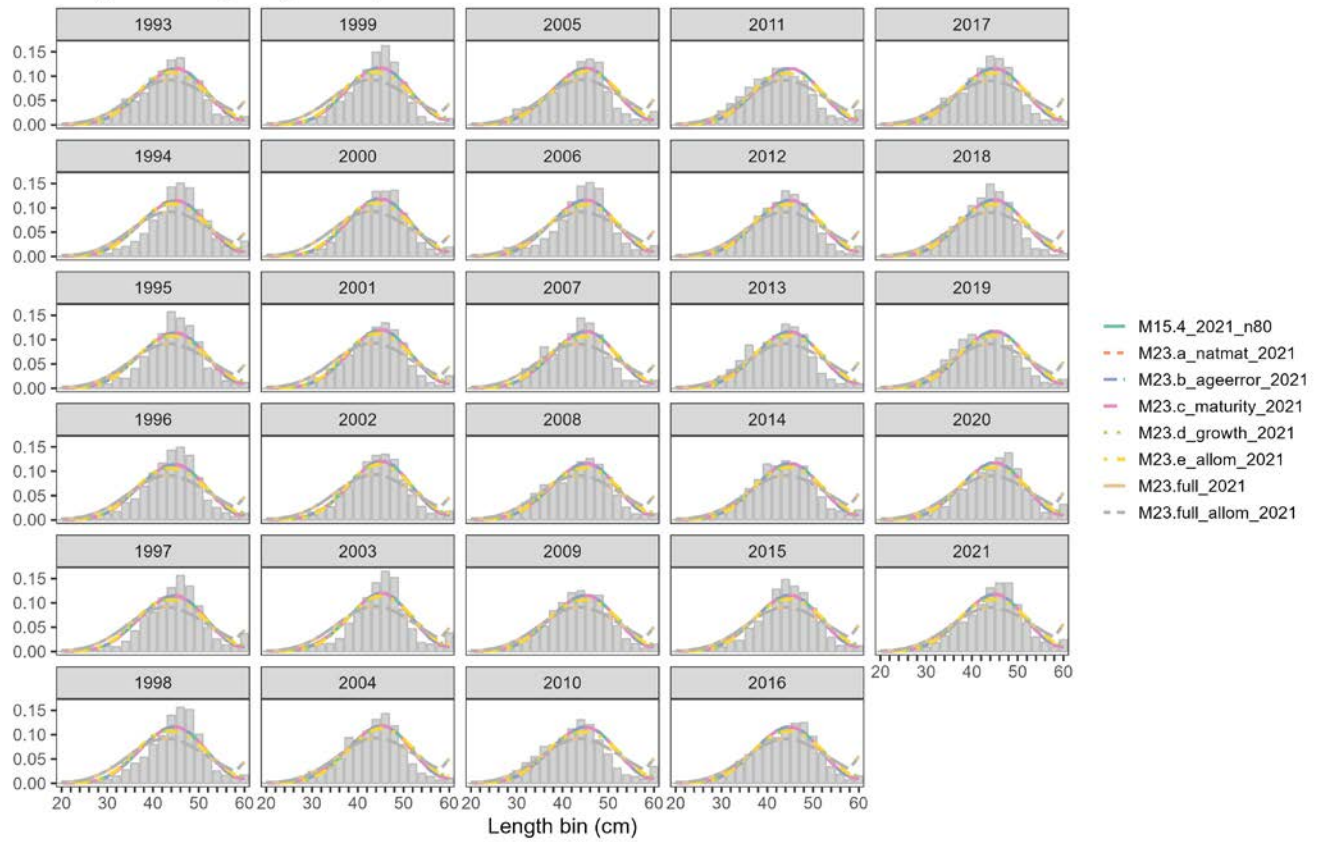 1993 1999 2005 2011 2017
0.15
0.10
0.05
0.00
1994 2000 2006 2012 2018
0.15
0.10
0.05
0.00
1995 2001 2007 2013 2019
0.15
0.10
0.05
0.00
1996 2002 2008 2014 2020
0.15
0.10
0.05
0.00
1997 2003 2009 2015 2021
0.15
0.10
0.05
0.00
20 30 40 50 60
1998 2004 2010 2016
0.15
0.10
0.05
0.00
20 30 40 50 60 20 30 40 50 60 20 30 40 50 60 20 30 40 50 60
Length bin (cm)
M15.4_2021_n80
M23.a_natmat_2021
M23.b_ageerror_2021
M23.c_maturity_2021
M23.d_growth_2021
M23.e_allom_2021
M23.full_2021
M23.full_allom_2021